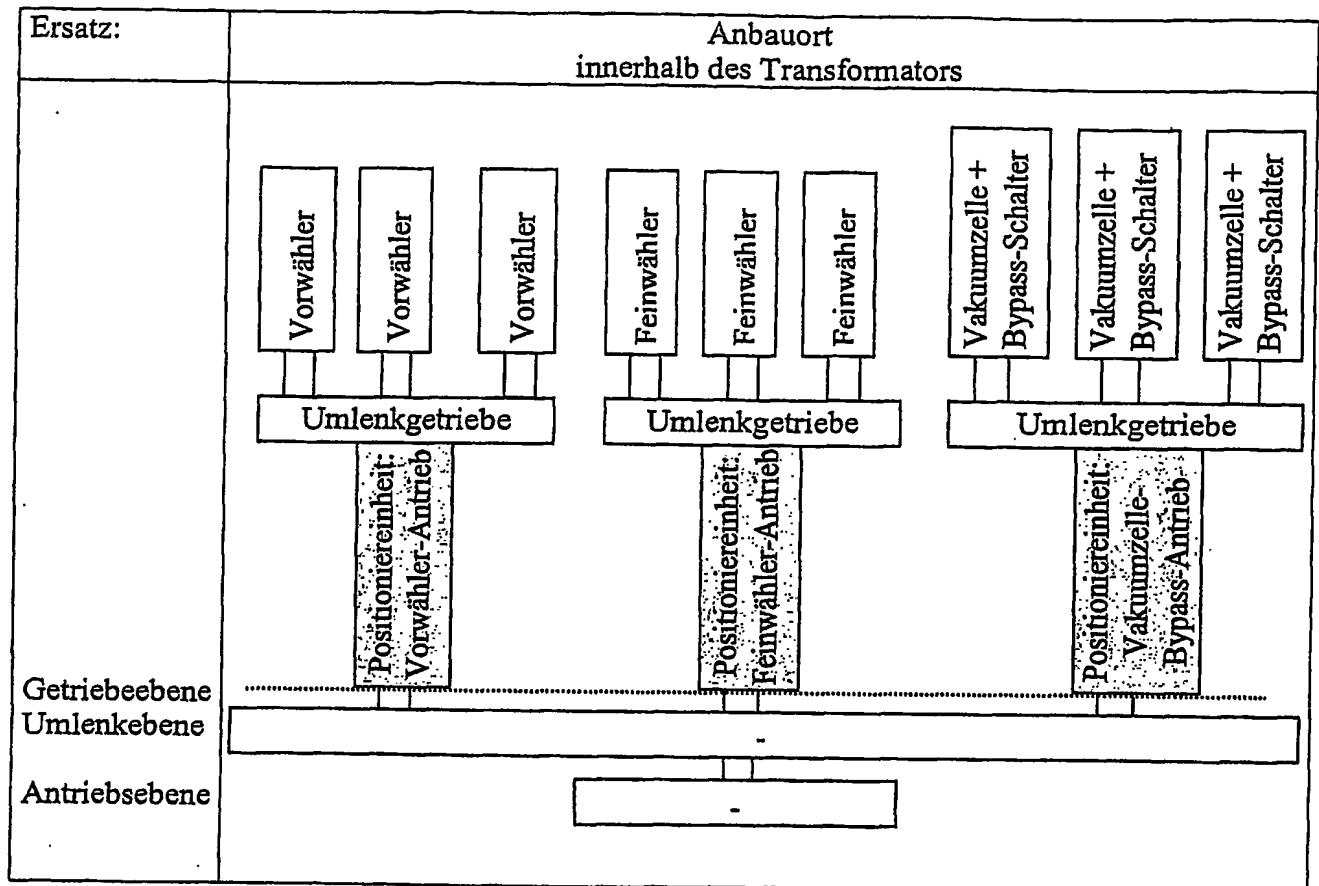 Ersatz:
Anbauort
innerhalb des Transformators
Vorwähler
Vorwähler
Vorwähler
Feinwähler
Feinwähler
Feinwähler
Vakuumzelle +
Bypass-Schalter
Vakuumzelle +
Bypass-Schalter
Vakuumzelle +
Bypass-Schalter
Umlenkgetriebe
Umlenkgetriebe
Umlenkgetriebe
Positioniereinheit:
Vorwähler-Antrieb
Positioniereinheit:
Feinwähler-Antrieb
Positioniereinheit:
Vakuumzelle-
Bypass-Antrieb
Getriebeebene
Umlenkebene
-
Antriebsebene
-